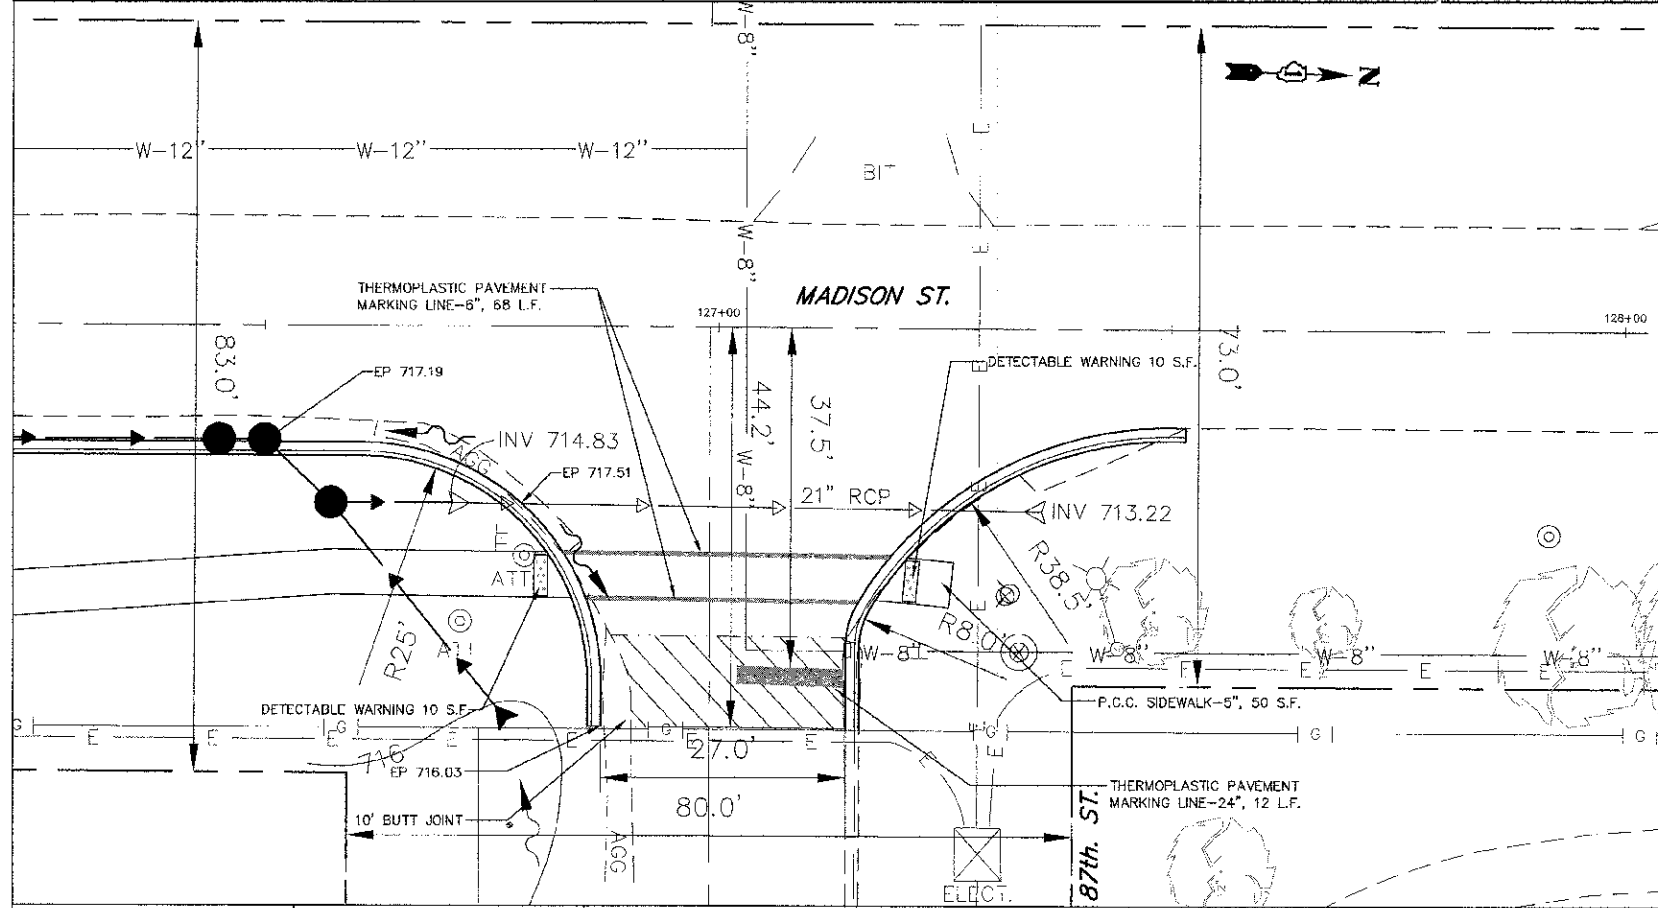 W-8"
N
W-12"
W-12"
W-12"
BIT
W-8"
THERMOPLASTIC PAVEMENT
MARKING LINE-6", 68 L.F.
MADISON ST.
127+00
128+00
83.0'
EP 717.19
44.2'
37.5'
DETECTABLE WARNING 10 S.F.
73.0'
INV 714.83
AGG
EP 717.51
W-8"
21" RCP
INV 713.22
ATT
R25'
R38.5'
R8.0'
W-8"
W-8"
W-8"
W-8"
E
E
E
E
E
DETECTABLE WARNING 10 S.F.
P.C.C. SIDEWALK-5", 50 S.F.
G
G
G
G
G
G
E
E
E
E
E
E
E
716
EP 716.03
27.0'
80.0'
THERMOPLASTIC PAVEMENT
MARKING LINE-24", 12 L.F.
10' BUTT JOINT
AGG
87th. ST.
ELECT.